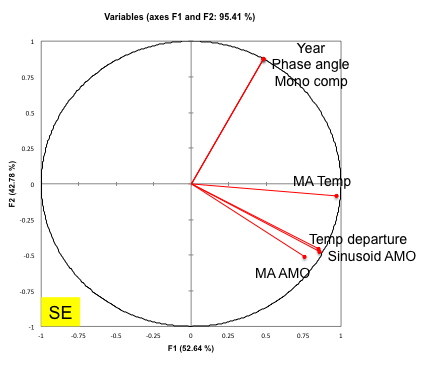 Variables (axes F1 and F2: 95.41 %)
Year
Phase angle
Mono comp
MA Temp
Temp departure
Sinusoid AMO
MA AMO
SE
F2 (42.78 %)
1
0.75
0.5
0.25
0
-0.25
-0.5
-0.75
-1
-1 -0.75 -0.5 -0.25 0 0.25 0.5 0.75 1
F1 (52.64 %)